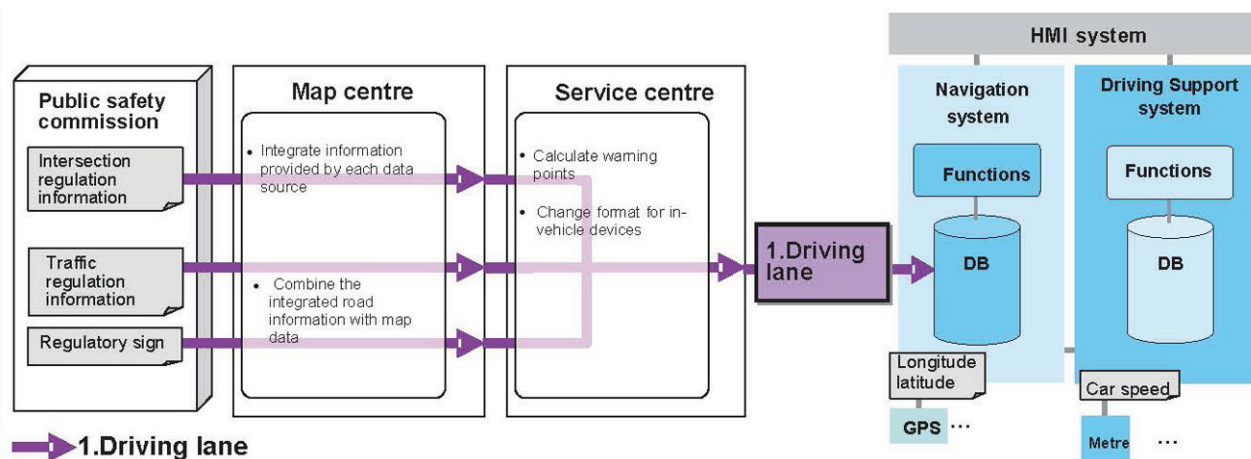 HMI system
Public safety
commission
Intersection
regulation
information
Traffic
regulation
information
Regulatory sign
Map centre
• Integrate information
provided by each data
source
• Combine the
integrated road
information with map
data
Service centre
• Calculate warning
points
• Change format for in-
vehicle devices
1.Driving
lane
Navigation
system
Functions
DB
Longitude
latitude
GPS ...
Driving Support
system
Functions
DB
Car speed
Metre ...
1.Driving lane